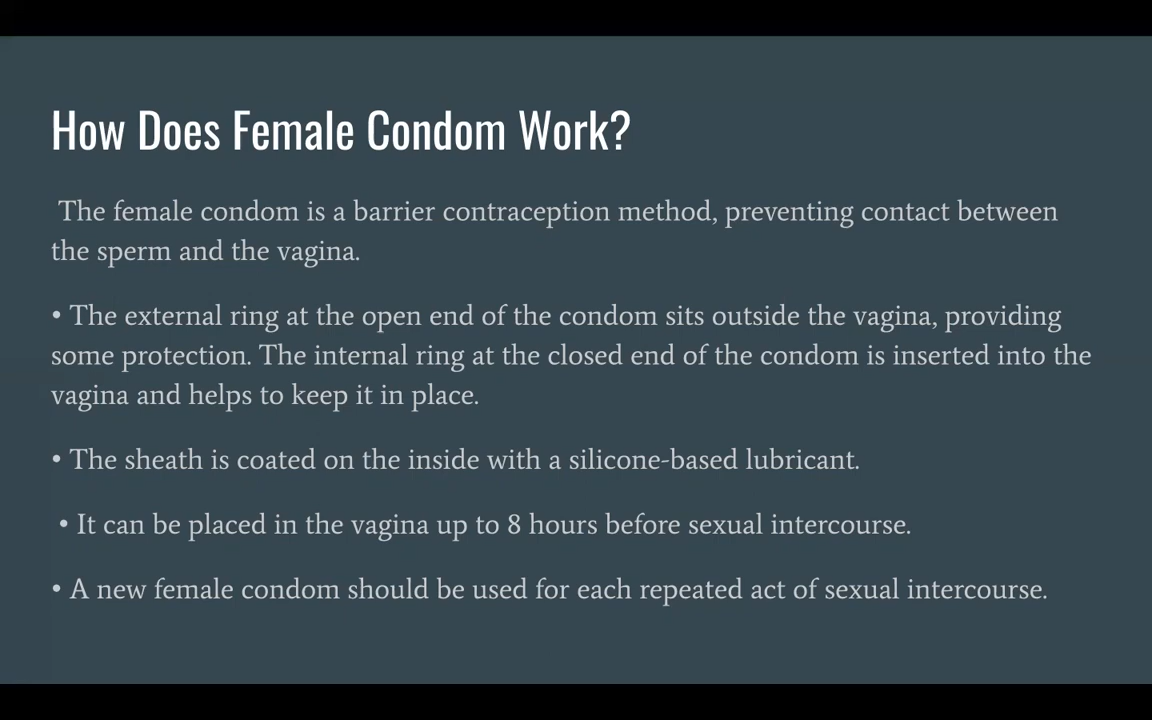 How Does Female Condom Work?
The female condom is a barrier contraception method, preventing contact between
the sperm and the vagina.
• The external ring at the open end of the condom sits outside the vagina, providing
some protection. The internal ring at the closed end of the condom is inserted into the
vagina and helps to keep it in place.
• The sheath is coated on the inside with a silicone-based lubricant.
• It can be placed in the vagina up to 8 hours before sexual intercourse.
• A new female condom should be used for each repeated act of sexual intercourse.